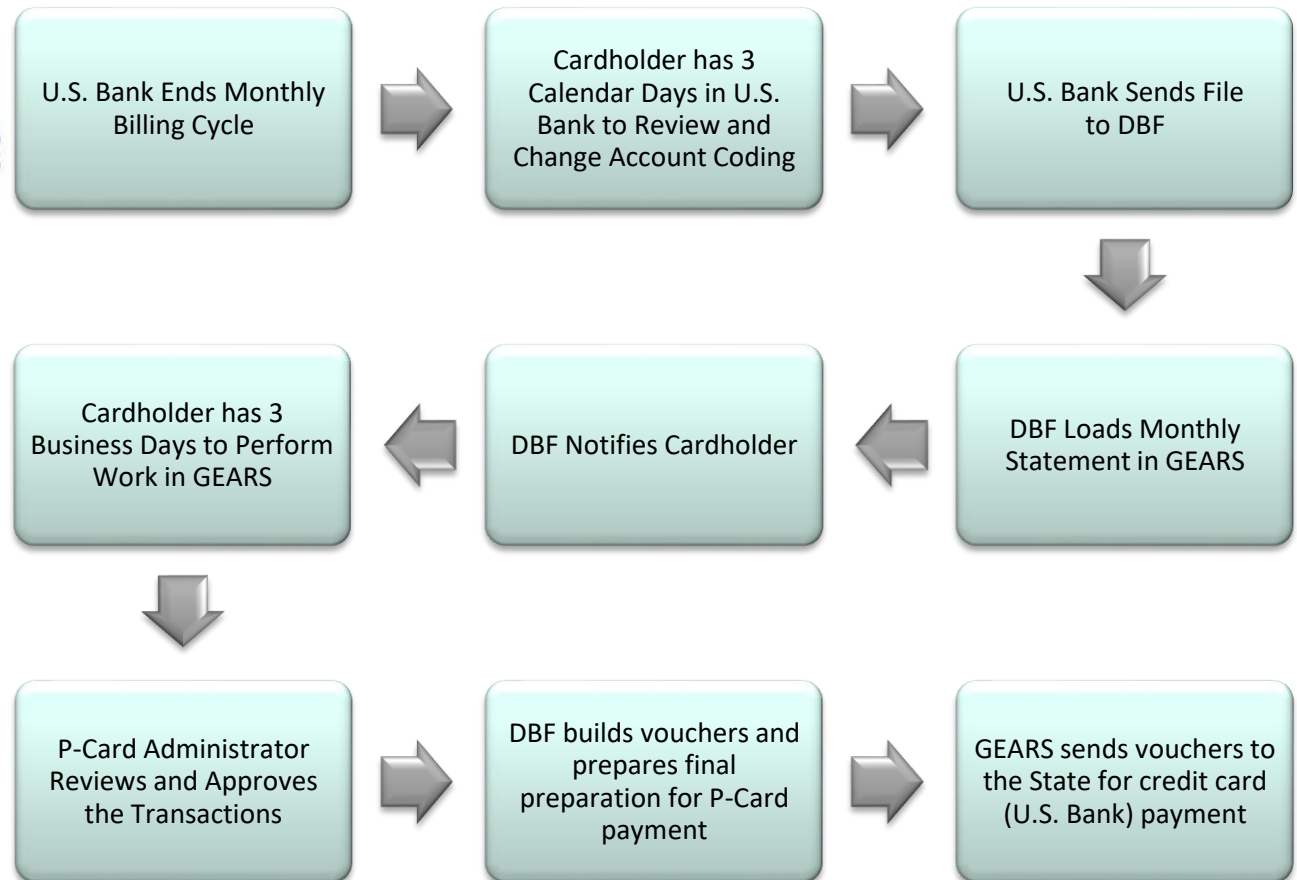 U.S. Bank Ends Monthly
Billing Cycle
Cardholder has 3
Calendar Days in U.S.
Bank to Review and
Change Account Coding
U.S. Bank Sends File
to DBF
DBF Loads Monthly
Statement in GEARS
DBF Notifies Cardholder
Cardholder has 3
Business Days to Perform
Work in GEARS
P-Card Administrator
Reviews and Approves
the Transactions
DBF builds vouchers and
prepares final
preparation for P-Card
payment
GEARS sends vouchers to
the State for credit card
(U.S. Bank) payment